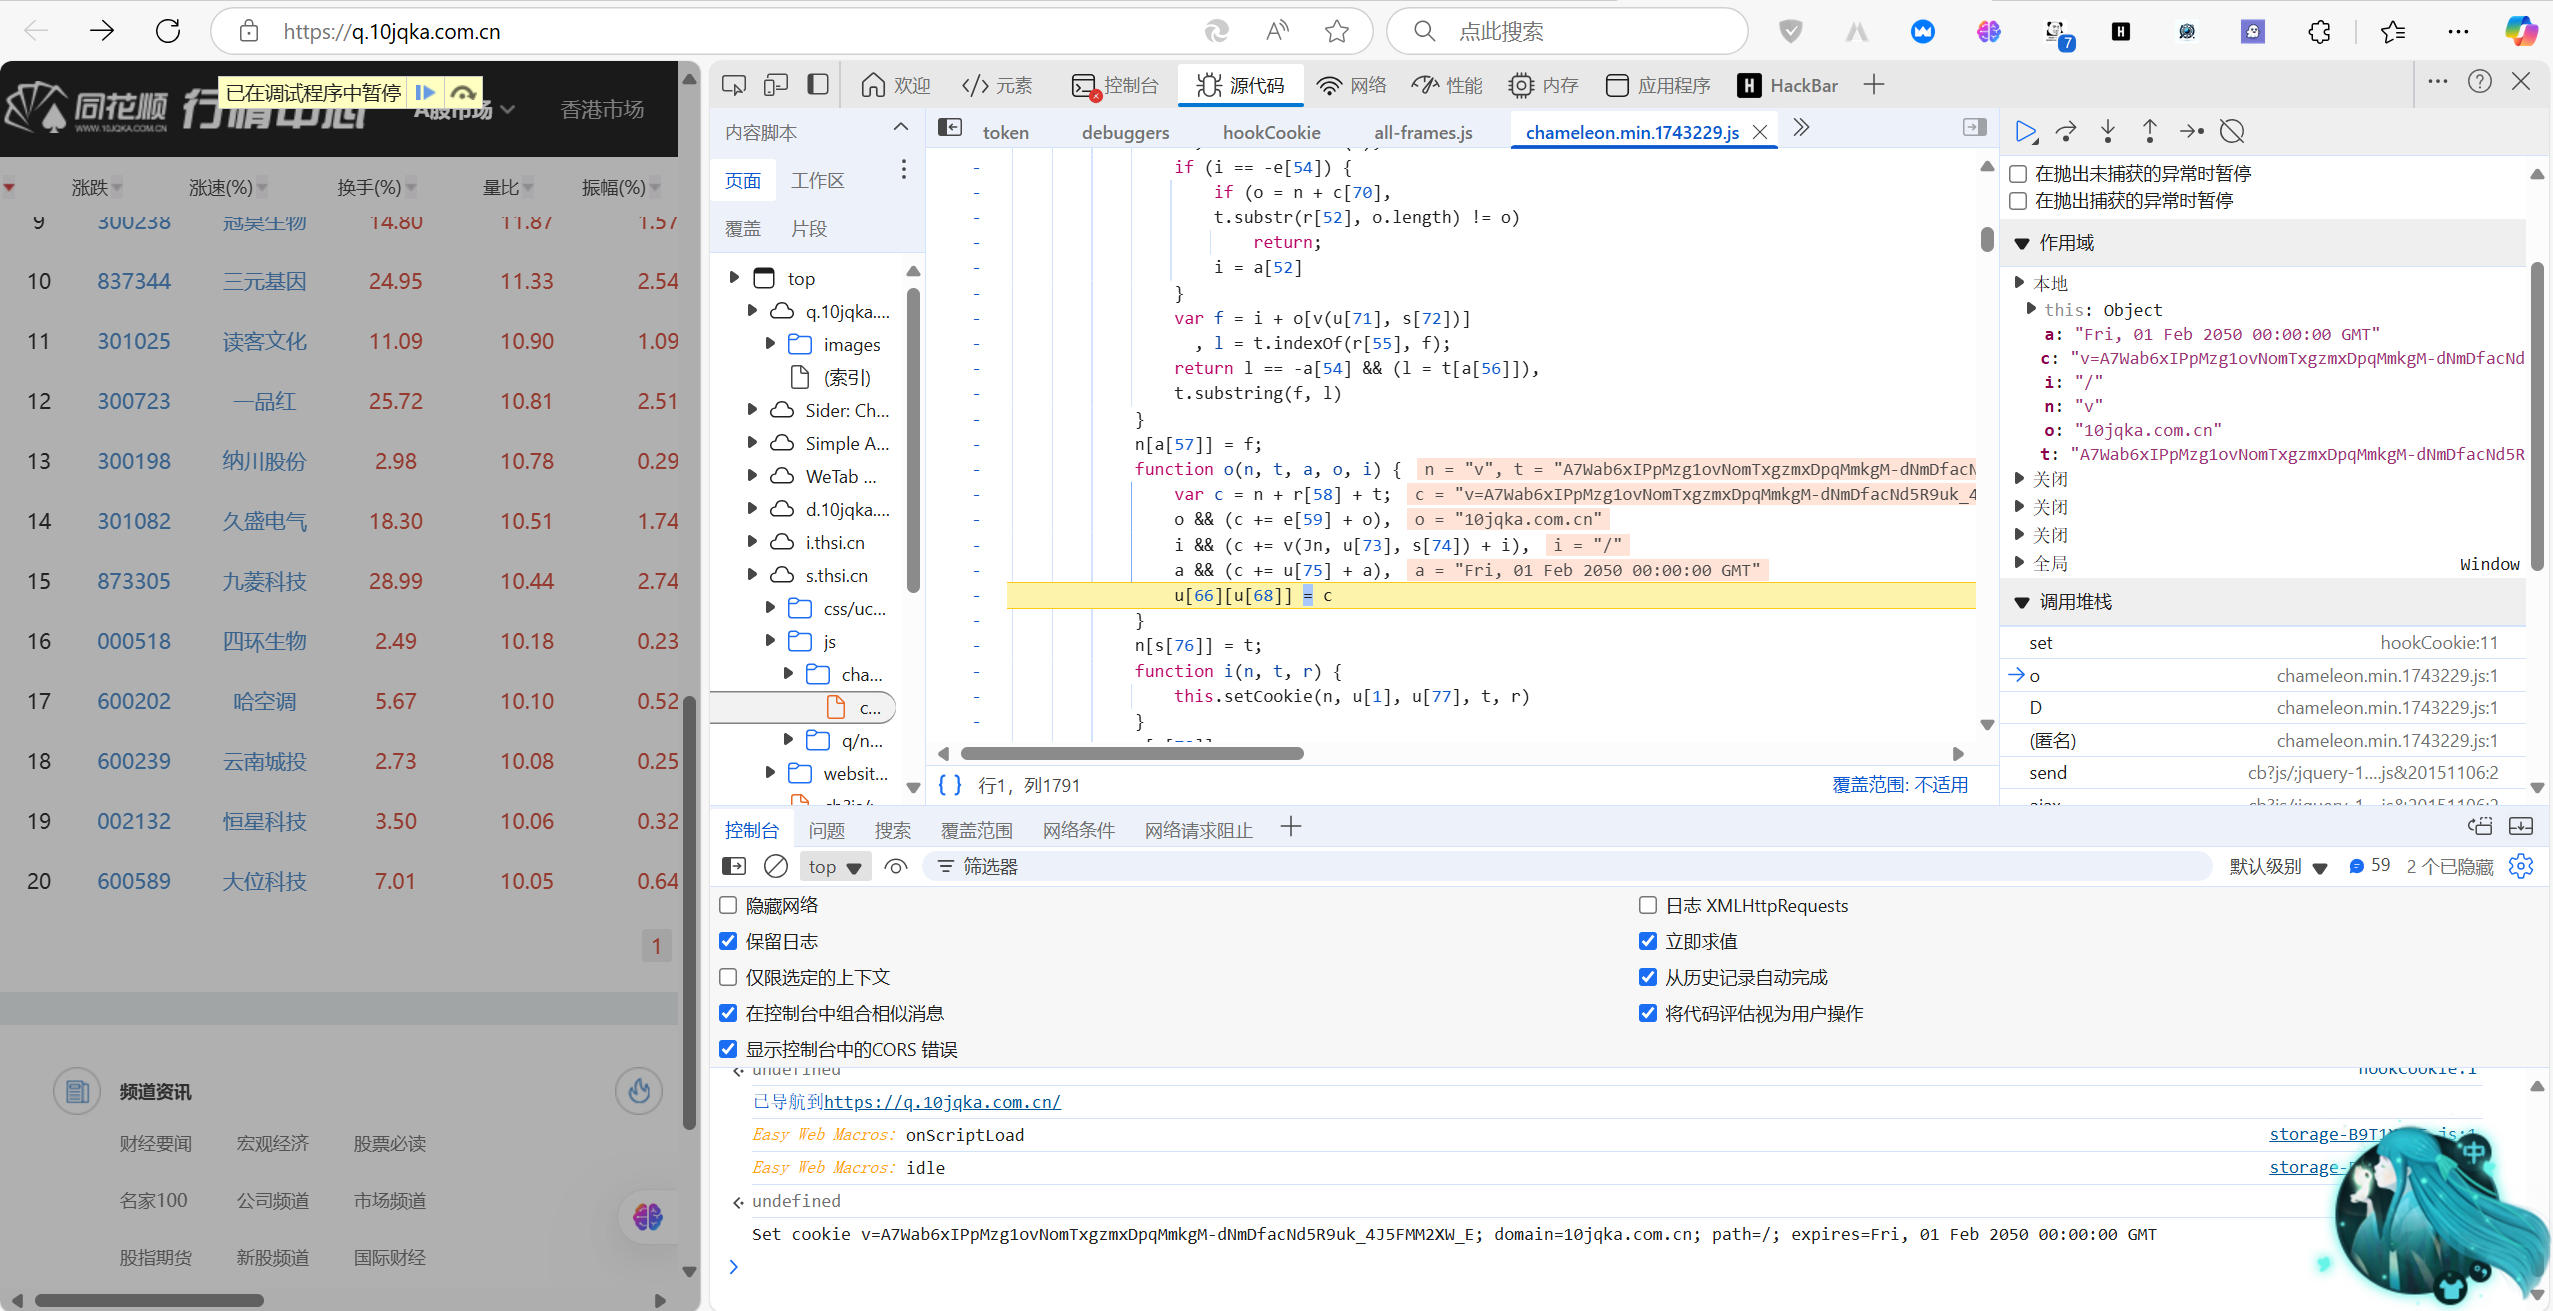 https://q.10jqka.com.cn
点此搜索
7
同花顺
WWW.10JQKA.COM.CN
行情中心
已在调试程序中暂停
A股市场
香港市场
涨跌 涨速(%) 换手(%) 量比 振幅(%)
9 300238 冠昊生物 14.80 11.87 1.57
10 837344 三元基因 24.95 11.33 2.54
11 301025 读客文化 11.09 10.90 1.09
12 300723 一品红 25.72 10.81 2.51
13 300198 纳川股份 2.98 10.78 0.29
14 301082 久盛电气 18.30 10.51 1.74
15 873305 九菱科技 28.99 10.44 2.74
16 000518 四环生物 2.49 10.18 0.23
17 600202 哈空调 5.67 10.10 0.52
18 600239 云南城投 2.73 10.08 0.25
19 002132 恒星科技 3.50 10.06 0.32
20 600589 大位科技 7.01 10.05 0.64
1
频道资讯
财经要闻 宏观经济 股票必读
名家100 公司频道 市场频道
股指期货 新股频道 国际财经
欢迎 元素 控制台 源代码 网络 性能 内存 应用程序 HackBar
内容脚本
页面 工作区
覆盖 片段
top
q.10jqka....
images
(索引)
Sider: Ch...
Simple A...
WeTab ...
d.10jqka....
i.thsi.cn
s.thsi.cn
css/uc...
js
cha...
c...
q/n...
websit...
token debuggers hookCookie all-frames.js chameleon.min.1743229.js
if (i == -e[54]) {
if (o = n + c[70],
t.substr(r[52], o.length) != o)
return;
i = a[52]
}
var f = i + o[v(u[71], s[72])]
, l = t.indexOf(r[55], f);
return l == -a[54] && (l = t[a[56]]),
t.substring(f, l)
}
n[a[57]] = f;
function o(n, t, a, o, i) { n = "v", t = "A7Wab6xIPpMzg1ovNomTxgzmxDpqMmkgM-dNmDfacN
var c = n + r[58] + t; c = "v=A7Wab6xIPpMzg1ovNomTxgzmxDpqMmkgM-dNmDfacNd5R9uk_4
o && (c += e[59] + o), o = "10jqka.com.cn"
i && (c += v(Jn, u[73], s[74]) + i), i = "/"
a && (c += u[75] + a), a = "Fri, 01 Feb 2050 00:00:00 GMT"
u[66][u[68]] = c
}
n[s[76]] = t;
function i(n, t, r) {
this.setCookie(n, u[1], u[77], t, r)
}
{ } 行1，列1791
覆盖范围: 不适用
在抛出未捕获的异常时暂停
在抛出捕获的异常时暂停
作用域
本地
this: Object
a: "Fri, 01 Feb 2050 00:00:00 GMT"
c: "v=A7Wab6xIPpMzg1ovNomTxgzmxDpqMmkgM-dNmDfacNd
i: "/"
n: "v"
o: "10jqka.com.cn"
t: "A7Wab6xIPpMzg1ovNomTxgzmxDpqMmkgM-dNmDfacNd5R
关闭
关闭
关闭
全局 Window
调用堆栈
set hookCookie:11
o chameleon.min.1743229.js:1
D chameleon.min.1743229.js:1
(匿名) chameleon.min.1743229.js:1
send cb?js/;jquery-1....js&20151106:2
ajax cb?js/;jquery-1....js&20151106:2
控制台 问题 搜索 覆盖范围 网络条件 网络请求阻止
top 筛选器 默认级别 59 2 个已隐藏
隐藏网络 日志 XMLHttpRequests
保留日志 立即求值
仅限选定的上下文 从历史记录自动完成
在控制台中组合相似消息 将代码评估视为用户操作
显示控制台中的CORS 错误
undefined hookCookie:1
已导航到https://q.10jqka.com.cn/
Easy Web Macros: onScriptLoad
Easy Web Macros: idle
undefined
Set cookie v=A7Wab6xIPpMzg1ovNomTxgzmxDpqMmkgM-dNmDfacNd5R9uk_4J5FMM2XW_E; domain=10jqka.com.cn; path=/; expires=Fri, 01 Feb 2050 00:00:00 GMT
中